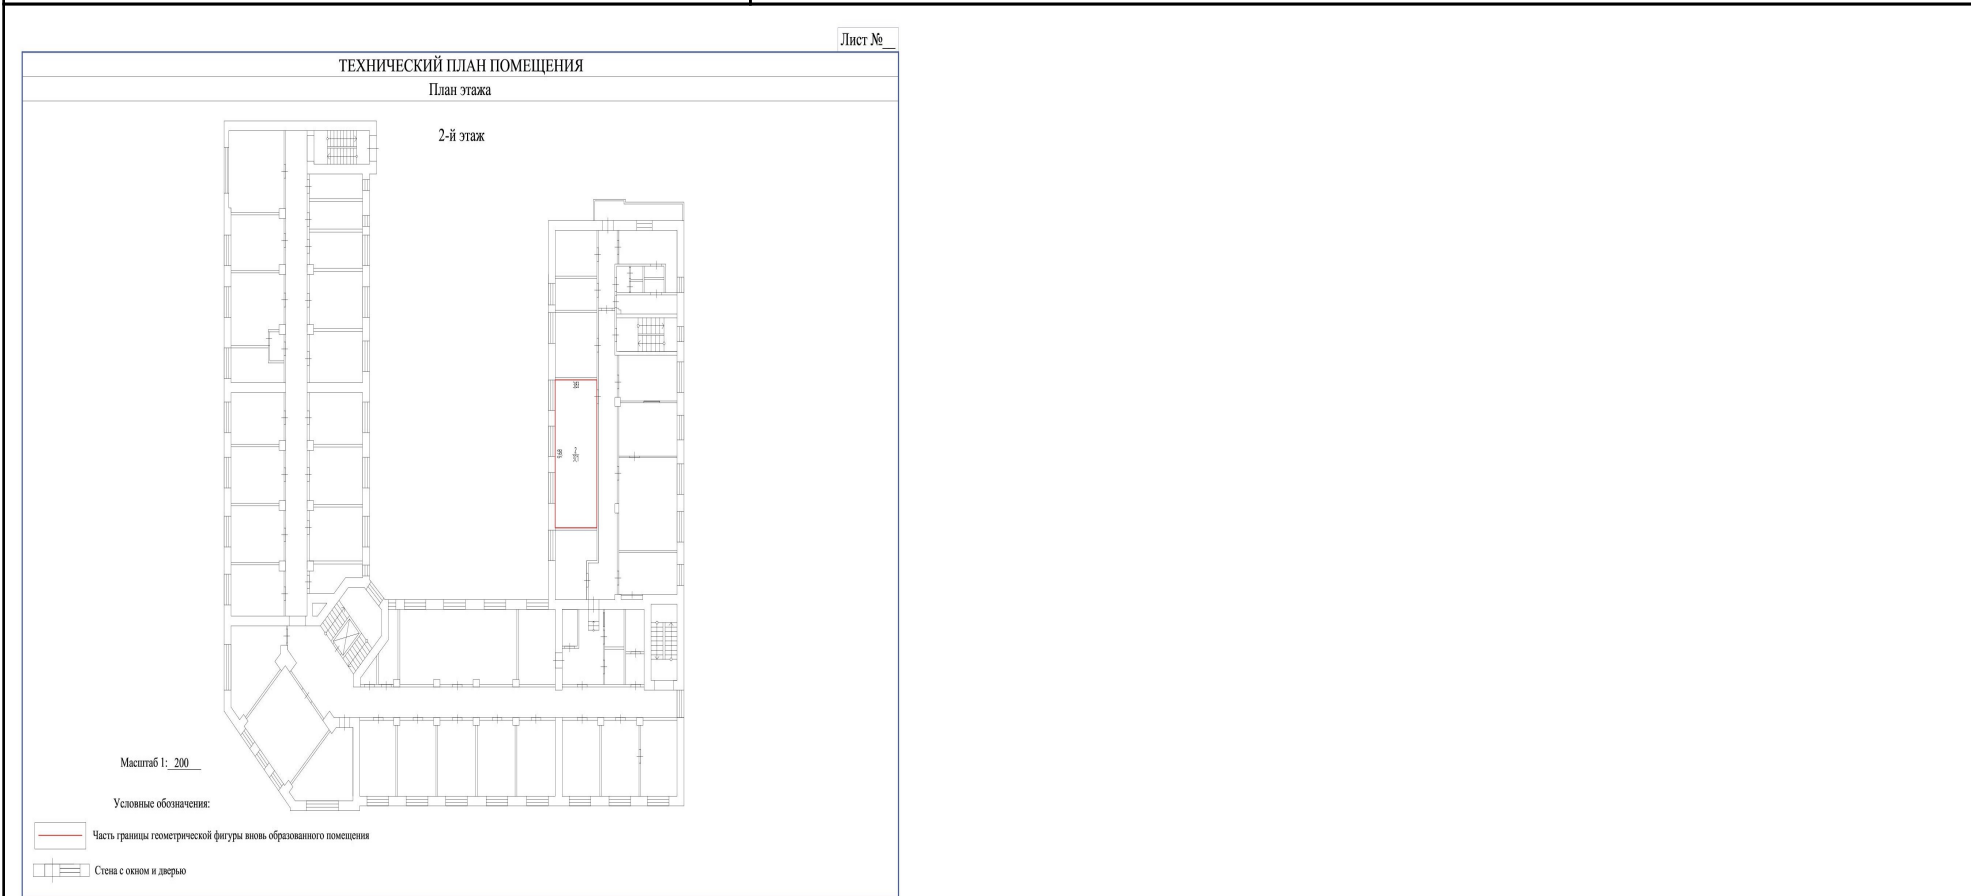 Лист №__
ТЕХНИЧЕСКИЙ ПЛАН ПОМЕЩЕНИЯ
План этажа
2-й этаж
Масштаб 1: 200
Условные обозначения:
Часть границы геометрической фигуры вновь образованного помещения
Стена с окном и дверью